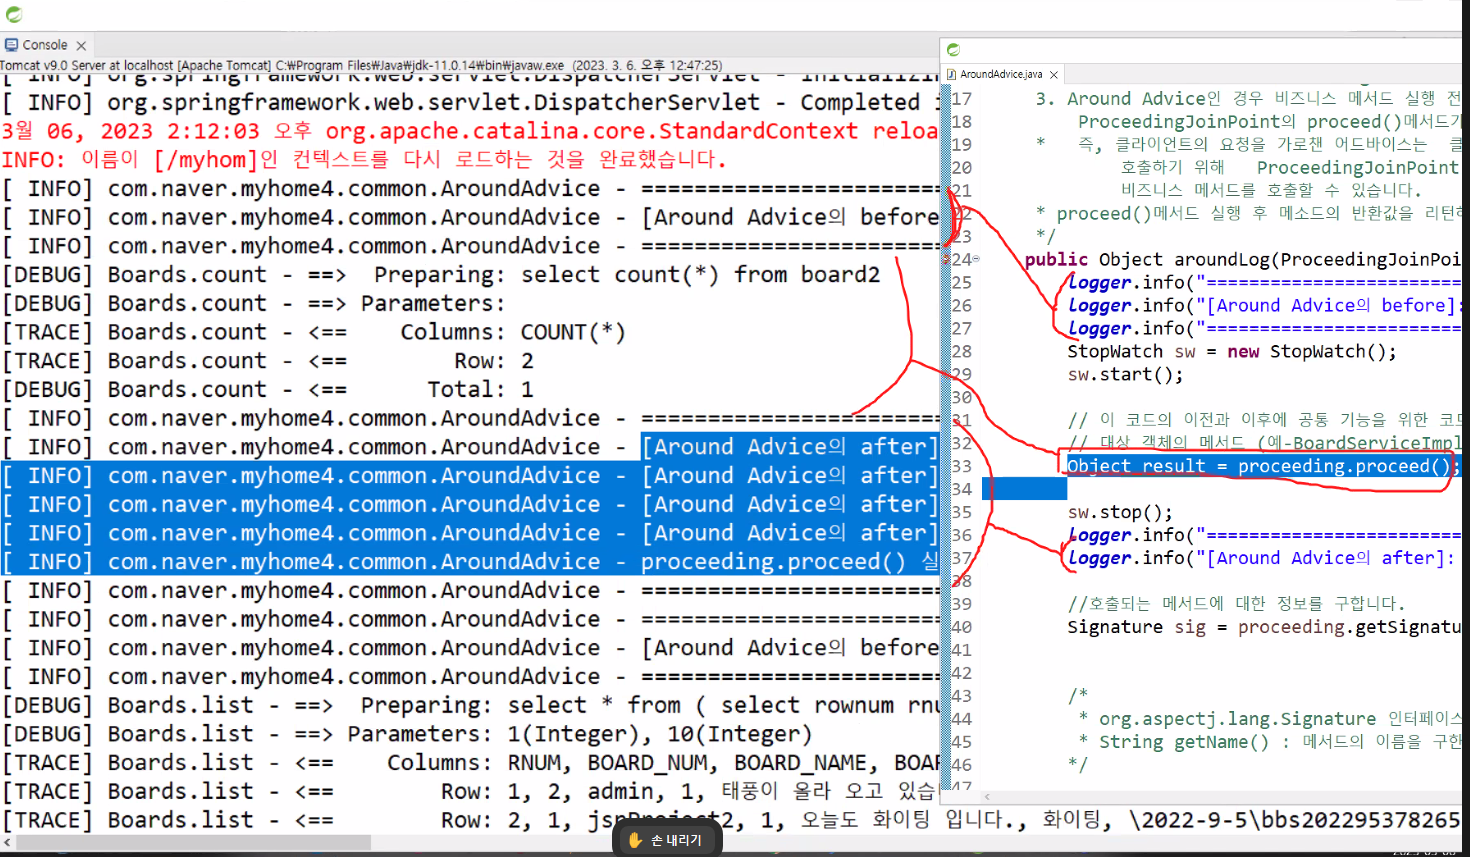 Console
Tomcat v9.0 Server at localhost [Apache Tomcat] C:₩Program Files₩Java₩jdk-11.0.14₩bin₩javaw.exe (2023. 3. 6. 오후 12:47:25)
[ INFO] org.springframework.web.servlet.DispatcherServlet - Initializin
[ INFO] org.springframework.web.servlet.DispatcherServlet - Completed i
3월 06, 2023 2:12:03 오후 org.apache.catalina.core.StandardContext reloa
INFO: 이름이 [/myhom]인 컨텍스트를 다시 로드하는 것을 완료했습니다.
[ INFO] com.naver.myhome4.common.AroundAdvice - =======================
[ INFO] com.naver.myhome4.common.AroundAdvice - [Around Advice의 before
[ INFO] com.naver.myhome4.common.AroundAdvice - =======================
[DEBUG] Boards.count - ==>  Preparing: select count(*) from board2
[DEBUG] Boards.count - ==> Parameters:
[TRACE] Boards.count - <==    Columns: COUNT(*)
[TRACE] Boards.count - <==        Row: 2
[DEBUG] Boards.count - <==      Total: 1
[ INFO] com.naver.myhome4.common.AroundAdvice - =======================
[ INFO] com.naver.myhome4.common.AroundAdvice - [Around Advice의 after]
[ INFO] com.naver.myhome4.common.AroundAdvice - [Around Advice의 after]
[ INFO] com.naver.myhome4.common.AroundAdvice - [Around Advice의 after]
[ INFO] com.naver.myhome4.common.AroundAdvice - [Around Advice의 after]
[ INFO] com.naver.myhome4.common.AroundAdvice - proceeding.proceed() 실
[ INFO] com.naver.myhome4.common.AroundAdvice - =======================
[ INFO] com.naver.myhome4.common.AroundAdvice - =======================
[ INFO] com.naver.myhome4.common.AroundAdvice - [Around Advice의 before
[ INFO] com.naver.myhome4.common.AroundAdvice - =======================
[DEBUG] Boards.list - ==>  Preparing: select * from ( select rownum rnu
[DEBUG] Boards.list - ==> Parameters: 1(Integer), 10(Integer)
[TRACE] Boards.list - <==    Columns: RNUM, BOARD_NUM, BOARD_NAME, BOAR
[TRACE] Boards.list - <==        Row: 1, 2, admin, 1, 태풍이 올라 오고 있습
[TRACE] Boards.list - <==        Row: 2, 1, jspProject2, 1, 오늘도 화이팅 입니다., 화이팅, \2022-9-5\bbs202295378265
손 내리기
AroundAdvice.java
17 3. Around Advice인 경우 비즈니스 메서드 실행 전
18 ProceedingJoinPoint의 proceed()메서드가
19 * 즉, 클라이언트의 요청을 가로챈 어드바이스는 클
20 호출하기 위해 ProceedingJoinPoint
21 비즈니스 메서드를 호출할 수 있습니다.
22 * proceed()메서드 실행 후 메소드의 반환값을 리턴하
23 */
24 public Object aroundLog(ProceedingJoinPoi
25 logger.info("========================
26 logger.info("[Around Advice의 before]:
27 logger.info("========================
28 StopWatch sw = new StopWatch();
29 sw.start();
30
31 // 이 코드의 이전과 이후에 공통 기능을 위한 코드
32 // 대상 객체의 메서드 (예-BoardServiceImpl
33 Object result = proceeding.proceed();
34
35 sw.stop();
36 logger.info("========================
37 logger.info("[Around Advice의 after]:
38
39 //호출되는 메서드에 대한 정보를 구합니다.
40 Signature sig = proceeding.getSignatu
41
42
43 /*
44 * org.aspectj.lang.Signature 인터페이스
45 * String getName() : 메서드의 이름을 구한
46 */
47